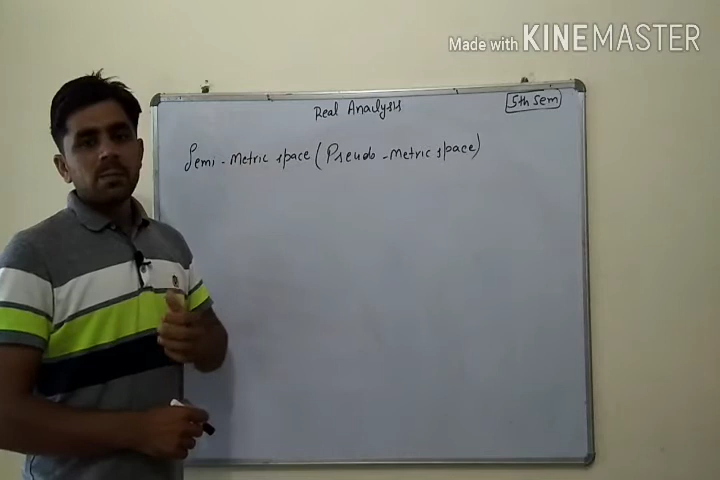 Made with KINEMASTER
Real Analysis
5th Sem
Semi-Metric space (Pseudo-Metric space)